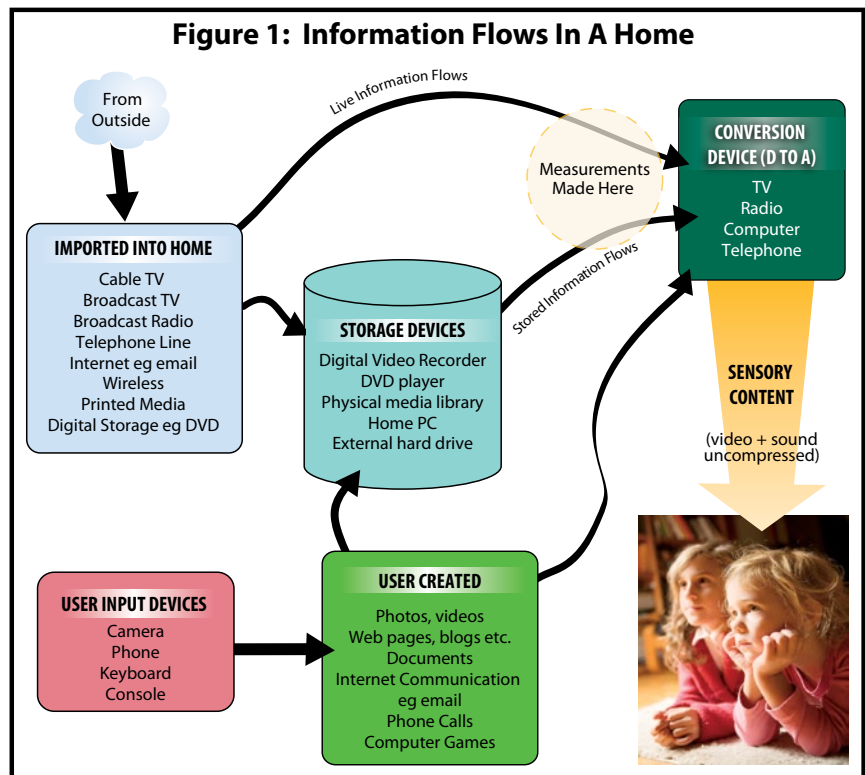 Figure 1: Information Flows In A Home
From
Outside
Live Information Flows
CONVERSION
DEVICE (D TO A)
TV
Radio
Computer
Telephone
Measurements
Made Here
IMPORTED INTO HOME
Cable TV
Broadcast TV
Broadcast Radio
Telephone Line
Internet eg email
Wireless
Printed Media
Digital Storage eg DVD
STORAGE DEVICES
Digital Video Recorder
DVD player
Physical media library
Home PC
External hard drive
Stored Information Flows
SENSORY
CONTENT
(video + sound
uncompressed)
USER INPUT DEVICES
Camera
Phone
Keyboard
Console
USER CREATED
Photos, videos
Web pages, blogs etc.
Documents
Internet Communication
eg email
Phone Calls
Computer Games